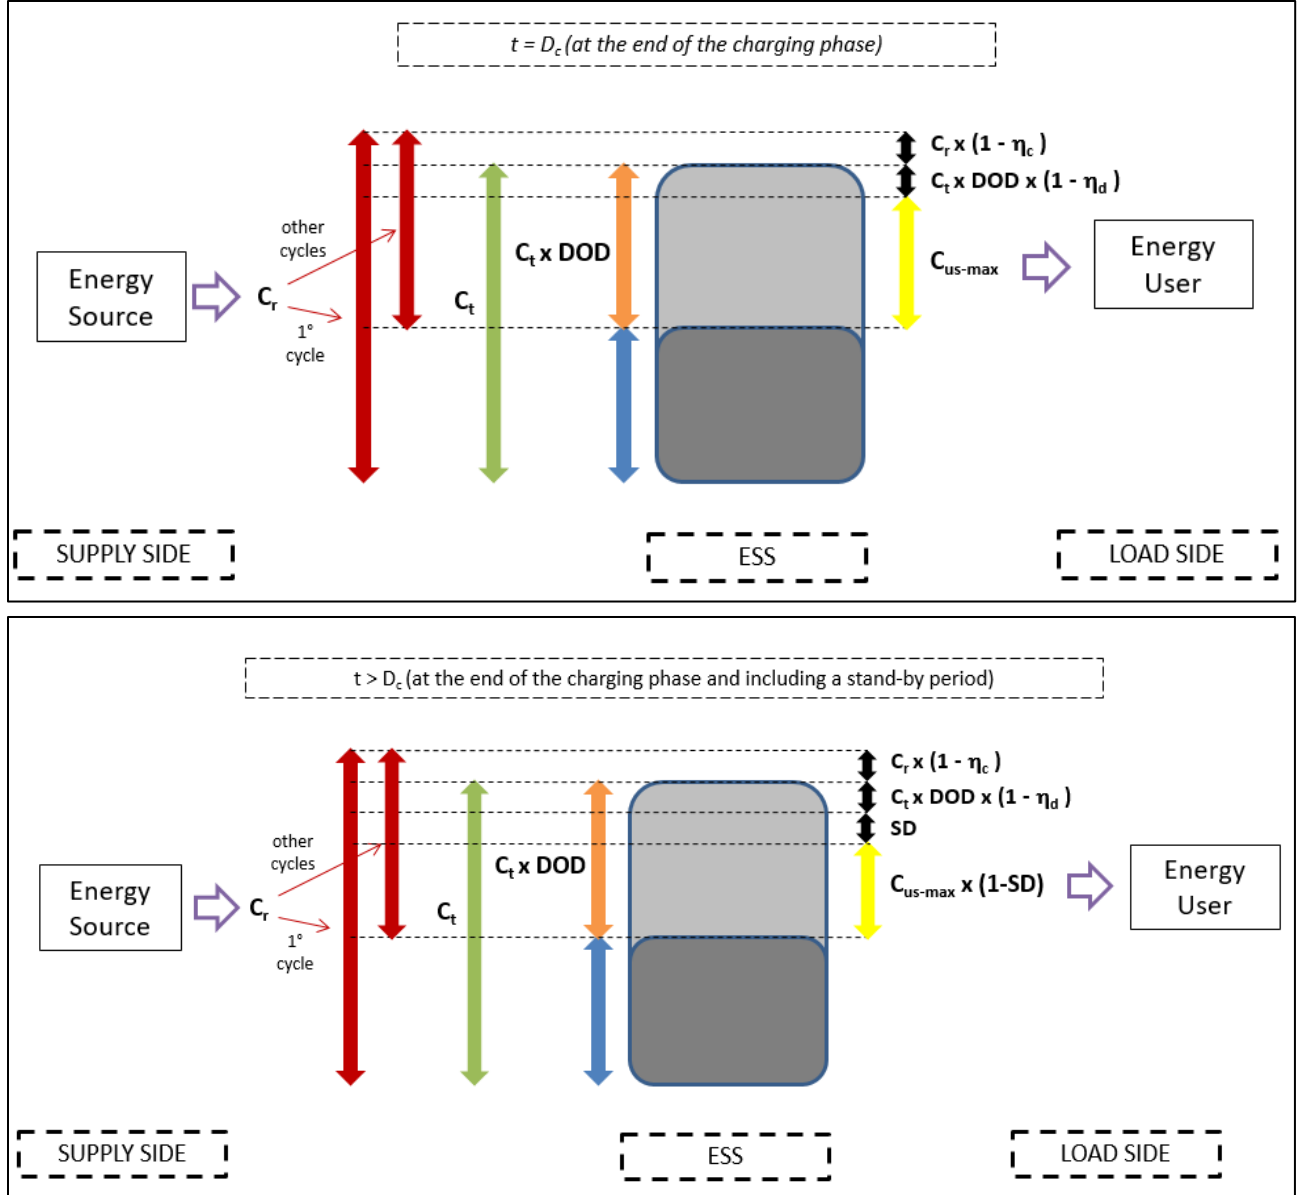 t = Dc (at the end of the charging phase)
Cr x (1 - ηc )
Ct x DOD x (1 - ηd )
other
cycles
Ct x DOD
Energy
Source
Cr
Ct
Cus-max
Energy
User
1°
cycle
SUPPLY SIDE
ESS
LOAD SIDE
t > Dc (at the end of the charging phase and including a stand-by period)
Cr x (1 - ηc )
Ct x DOD x (1 - ηd )
SD
other
cycles
Ct x DOD
Energy
Source
Cr
Ct
Cus-max x (1-SD)
Energy
User
1°
cycle
SUPPLY SIDE
ESS
LOAD SIDE